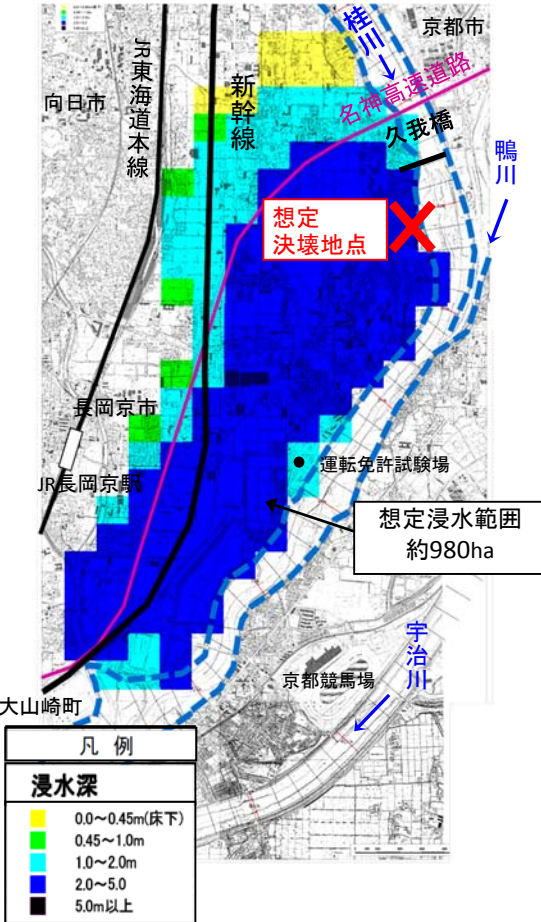 京都市
桂川
名神高速道路
久我橋
鴨川
向日市
JR東海道本線
新幹線
想定
決壊地点
長岡京市
JR長岡京駅
運転免許試験場
想定浸水範囲
約980ha
宇治川
京都競馬場
大山崎町
凡 例
浸水深
0.0～0.45m(床下)
0.45～1.0m
1.0～2.0m
2.0～5.0
5.0m以上